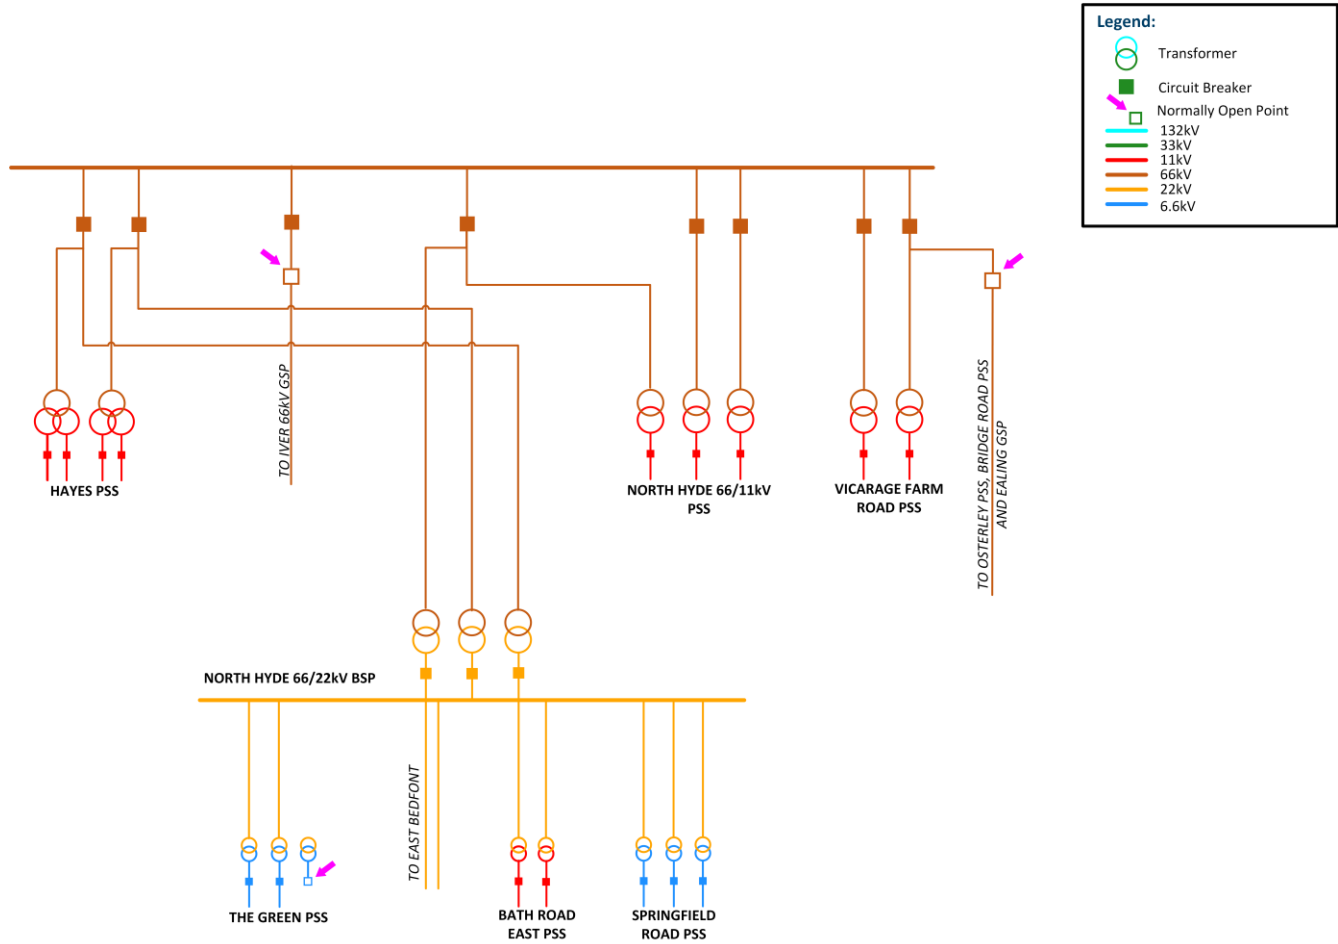 Legend:
Transformer
Circuit Breaker
Normally Open Point
132kV
33kV
11kV
66kV
22kV
6.6kV
TO IVER 66kV GSP
TO OSTERLEY PSS, BRIDGE ROAD PSS
AND EALING GSP
HAYES PSS
NORTH HYDE 66/11kV
PSS
VICARAGE FARM
ROAD PSS
NORTH HYDE 66/22kV BSP
TO EAST BEDFONT
THE GREEN PSS
BATH ROAD
EAST PSS
SPRINGFIELD
ROAD PSS